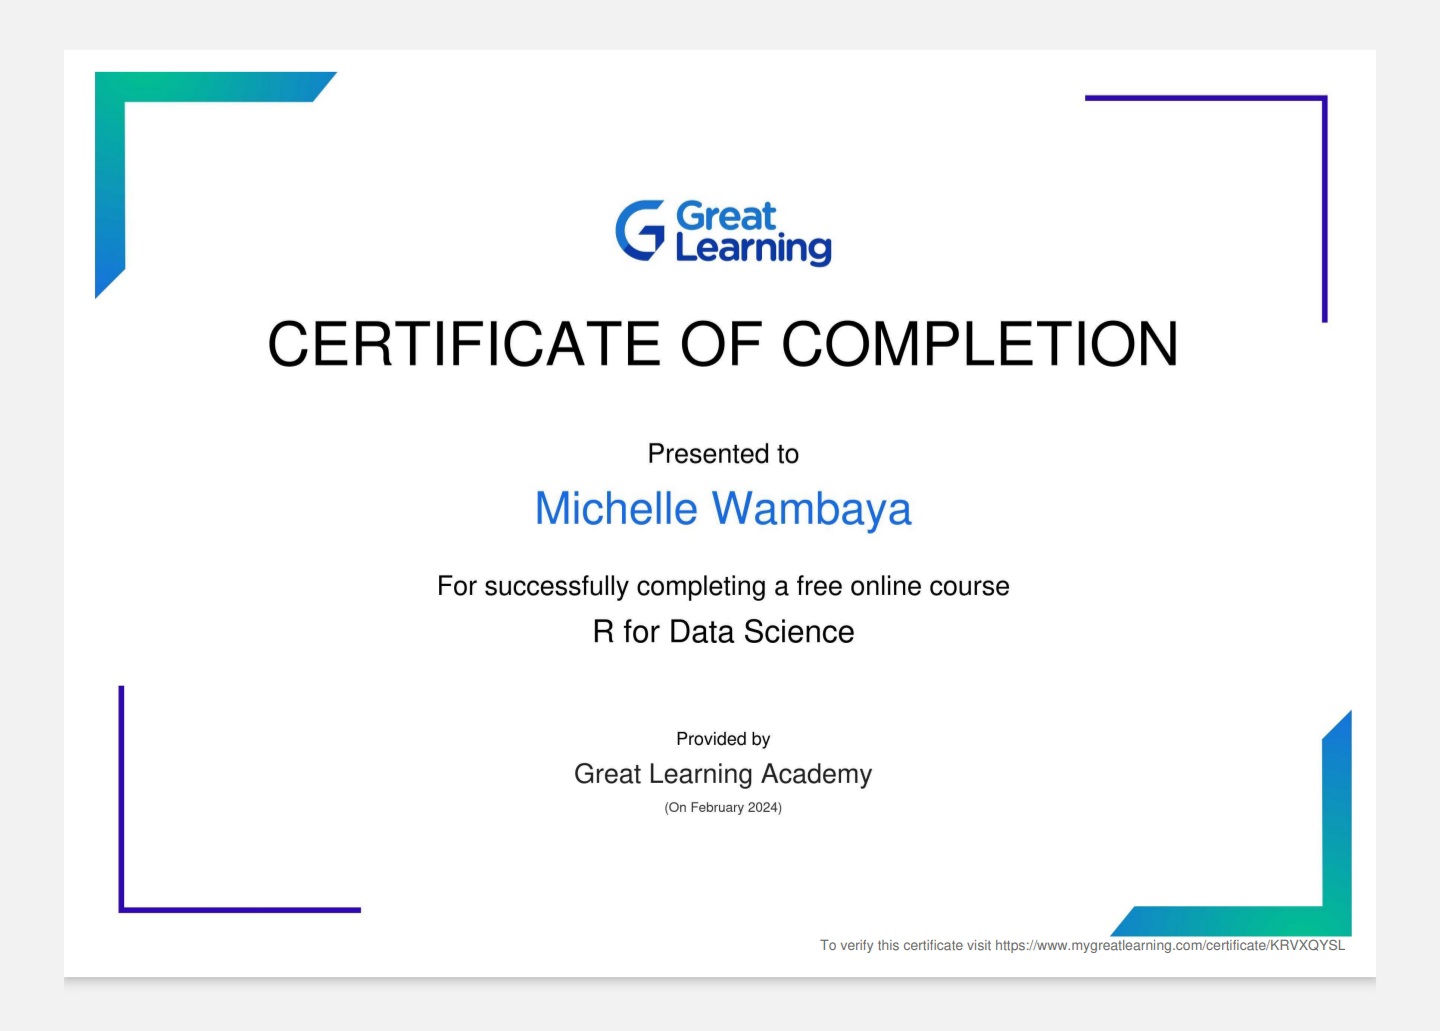 Great
Learning
CERTIFICATE OF COMPLETION
Presented to
Michelle Wambaya
For successfully completing a free online course
R for Data Science
Provided by
Great Learning Academy
(On February 2024)
To verify this certificate visit https://www.mygreatlearning.com/certificate/KRVXQYSL